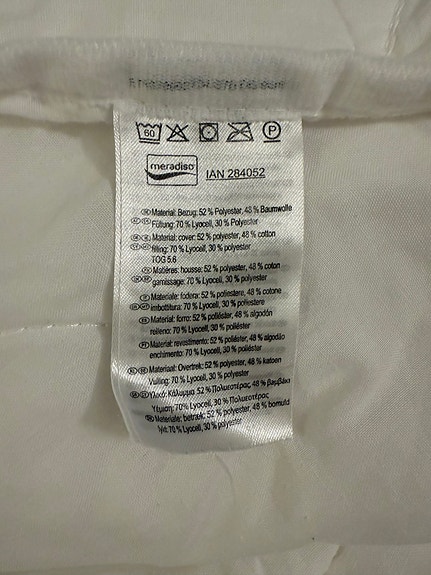 60 P
meradiso IAN 284052
Material: Bezug: 52 % Polyester, 48 % Baumwolle
Füllung: 70 % Lyocell, 30 % Polyester
Material: cover: 52 % polyester, 48 % cotton
filling: 70 % Lyocell, 30 % polyester
TOG 5.6
Matières: housse: 52 % polyester, 48 % coton
garnissage: 70 % Lyocell, 30 % polyester
Materiale: fodera: 52 % poliestere, 48 % cotone
imbottitura: 70 % Lyocell, 30 % poliestere
Material: forro: 52 % poliéster, 48 % algodón
relleno: 70 % Lyocell, 30 % poliéster
PT Material: revestimento: 52 % poliéster, 48 % algodão
enchimento: 70 % Lyocell, 30 % poliéster
Materiaal: Overtrek: 52 % polyester, 48 % katoen
Vulling: 70 % Lyocell, 30 % polyester
Υλικό: Κάλυμμα: 52 % Πολυεστέρας, 48 % βαμβάκι
Γέμιση: 70% Lyocell, 30 % Πολυεστέρας
Materiale: betræk: 52 % polyester, 48 % bomuld
fyld: 70 % Lyocell, 30 % polyester